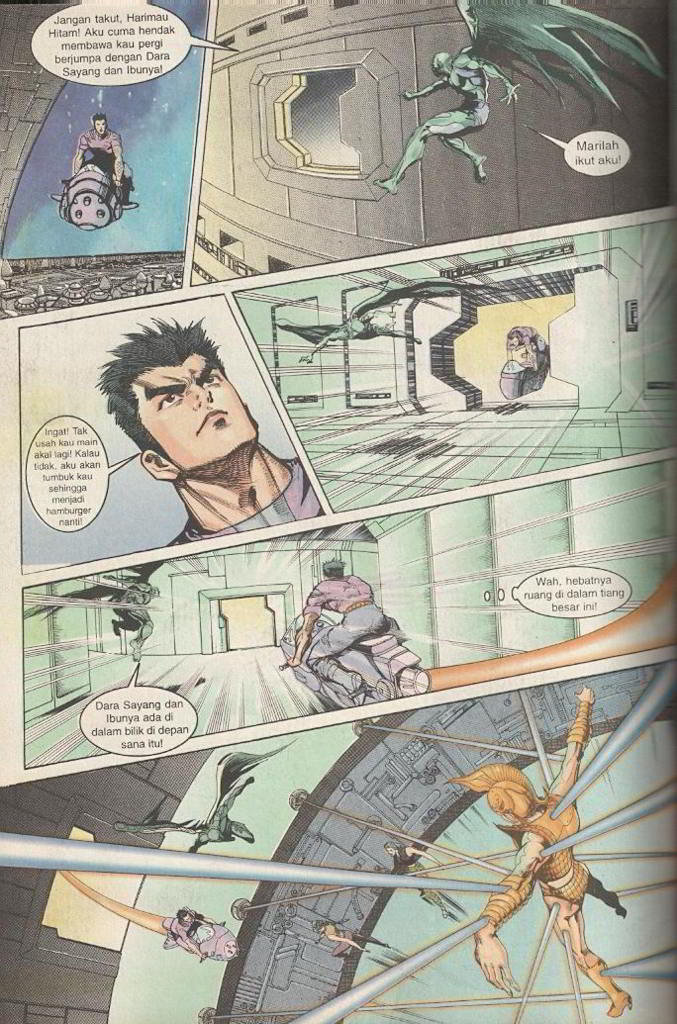 Jangan takut, Harimau
Hitam! Aku cuma hendak
membawa kau pergi
berjumpa dengan Dara
Sayang dan Ibunya!
Marilah
ikut aku!
Ingat! Tak
usah kau main
akal lagi! Kalau
tidak, aku akan
tumbuk kau
sehingga
menjadi
hamburger
nanti!
Wah, hebatnya
ruang di dalam tiang
besar ini!
Dara Sayang dan
Ibunya ada di
dalam bilik di depan
sana itu!